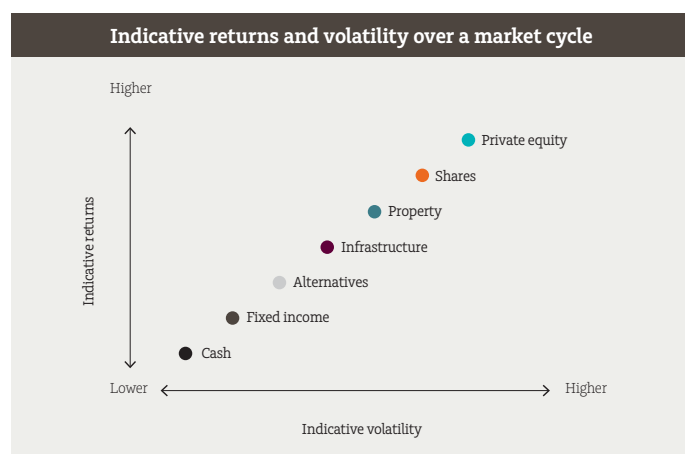 Indicative returns and volatility over a market cycle
Higher
Private equity
Shares
Property
Indicative returns
Infrastructure
Alternatives
Fixed income
Cash
Lower
Higher
Indicative volatility